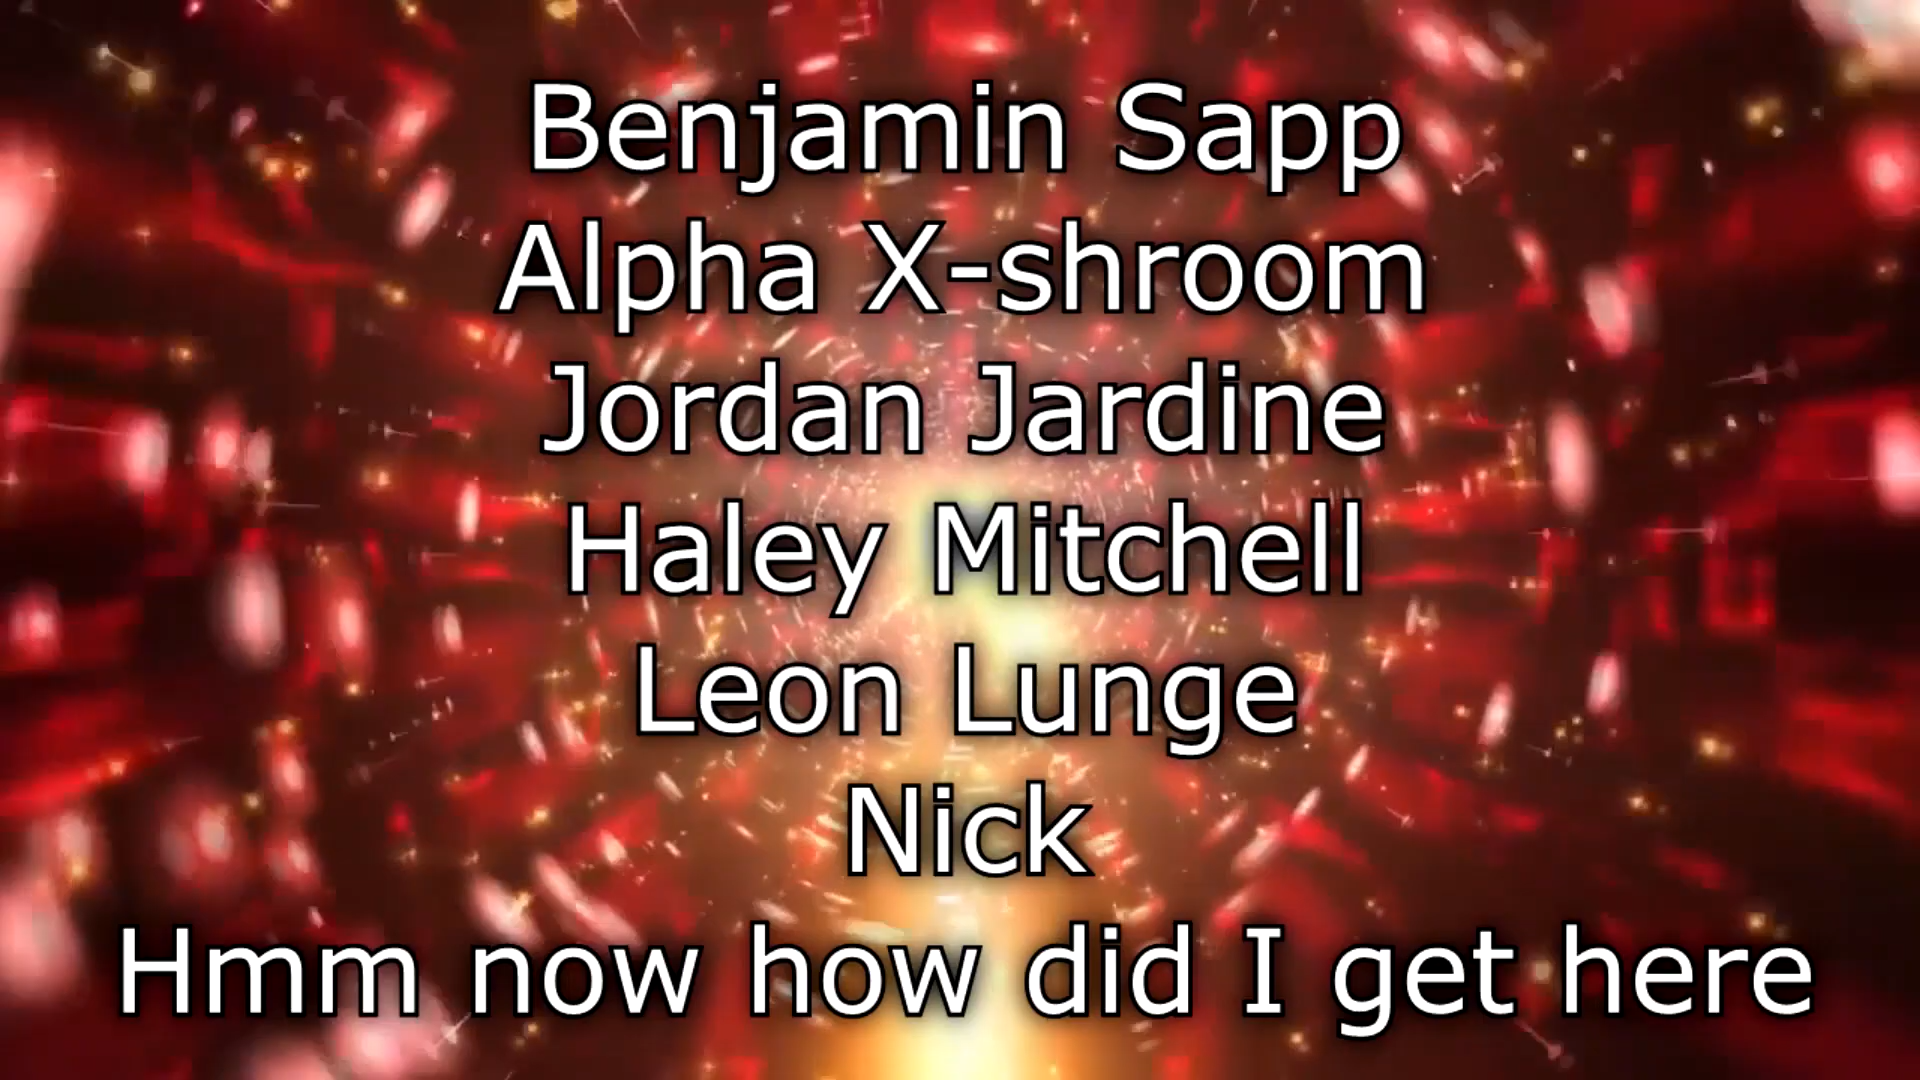 Benjamin Sapp
Alpha X-shroom
Jordan Jardine
Haley Mitchell
Leon Lunge
Nick
Hmm now how did I get here